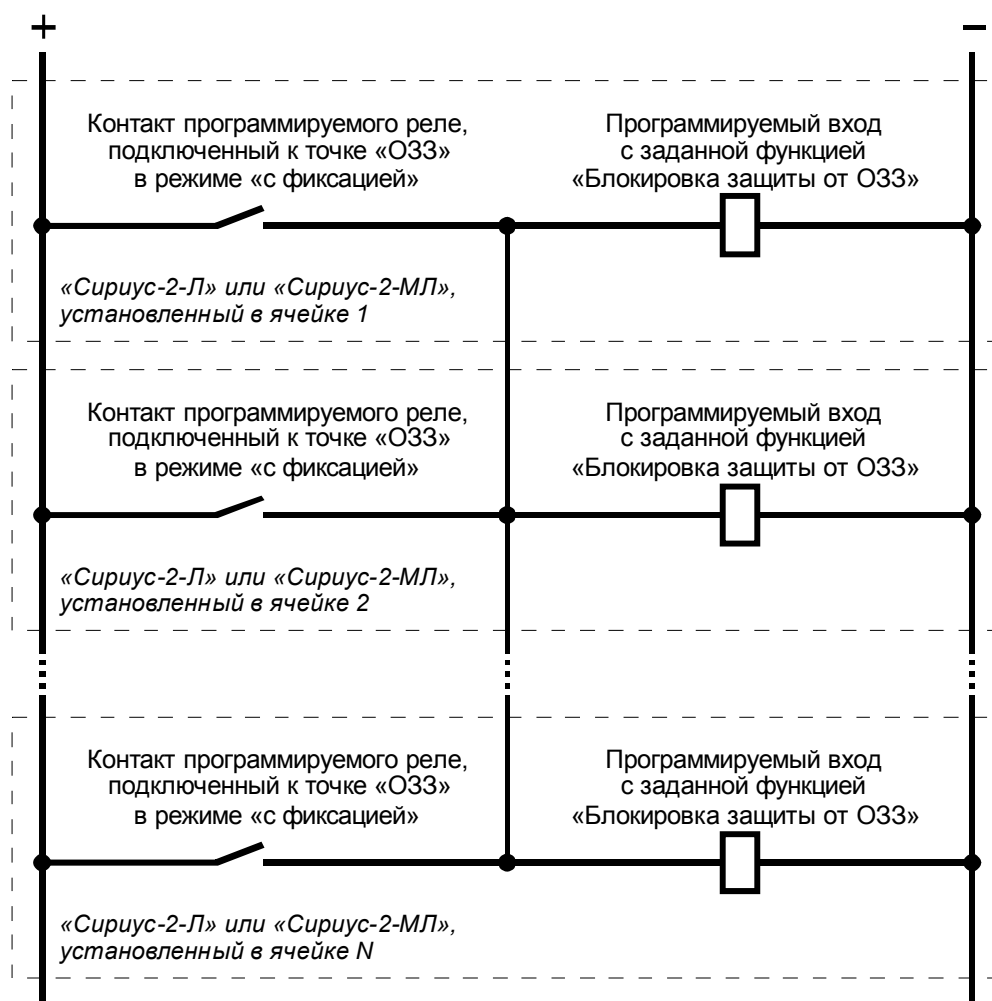 +
−
Контакт программируемого реле,
подключенный к точке «ОЗЗ»
в режиме «с фиксацией»
Программируемый вход
с заданной функцией
«Блокировка защиты от ОЗЗ»
«Сириус-2-Л» или «Сириус-2-МЛ»,
установленный в ячейке 1
Контакт программируемого реле,
подключенный к точке «ОЗЗ»
в режиме «с фиксацией»
Программируемый вход
с заданной функцией
«Блокировка защиты от ОЗЗ»
«Сириус-2-Л» или «Сириус-2-МЛ»,
установленный в ячейке 2
Контакт программируемого реле,
подключенный к точке «ОЗЗ»
в режиме «с фиксацией»
Программируемый вход
с заданной функцией
«Блокировка защиты от ОЗЗ»
«Сириус-2-Л» или «Сириус-2-МЛ»,
установленный в ячейке N